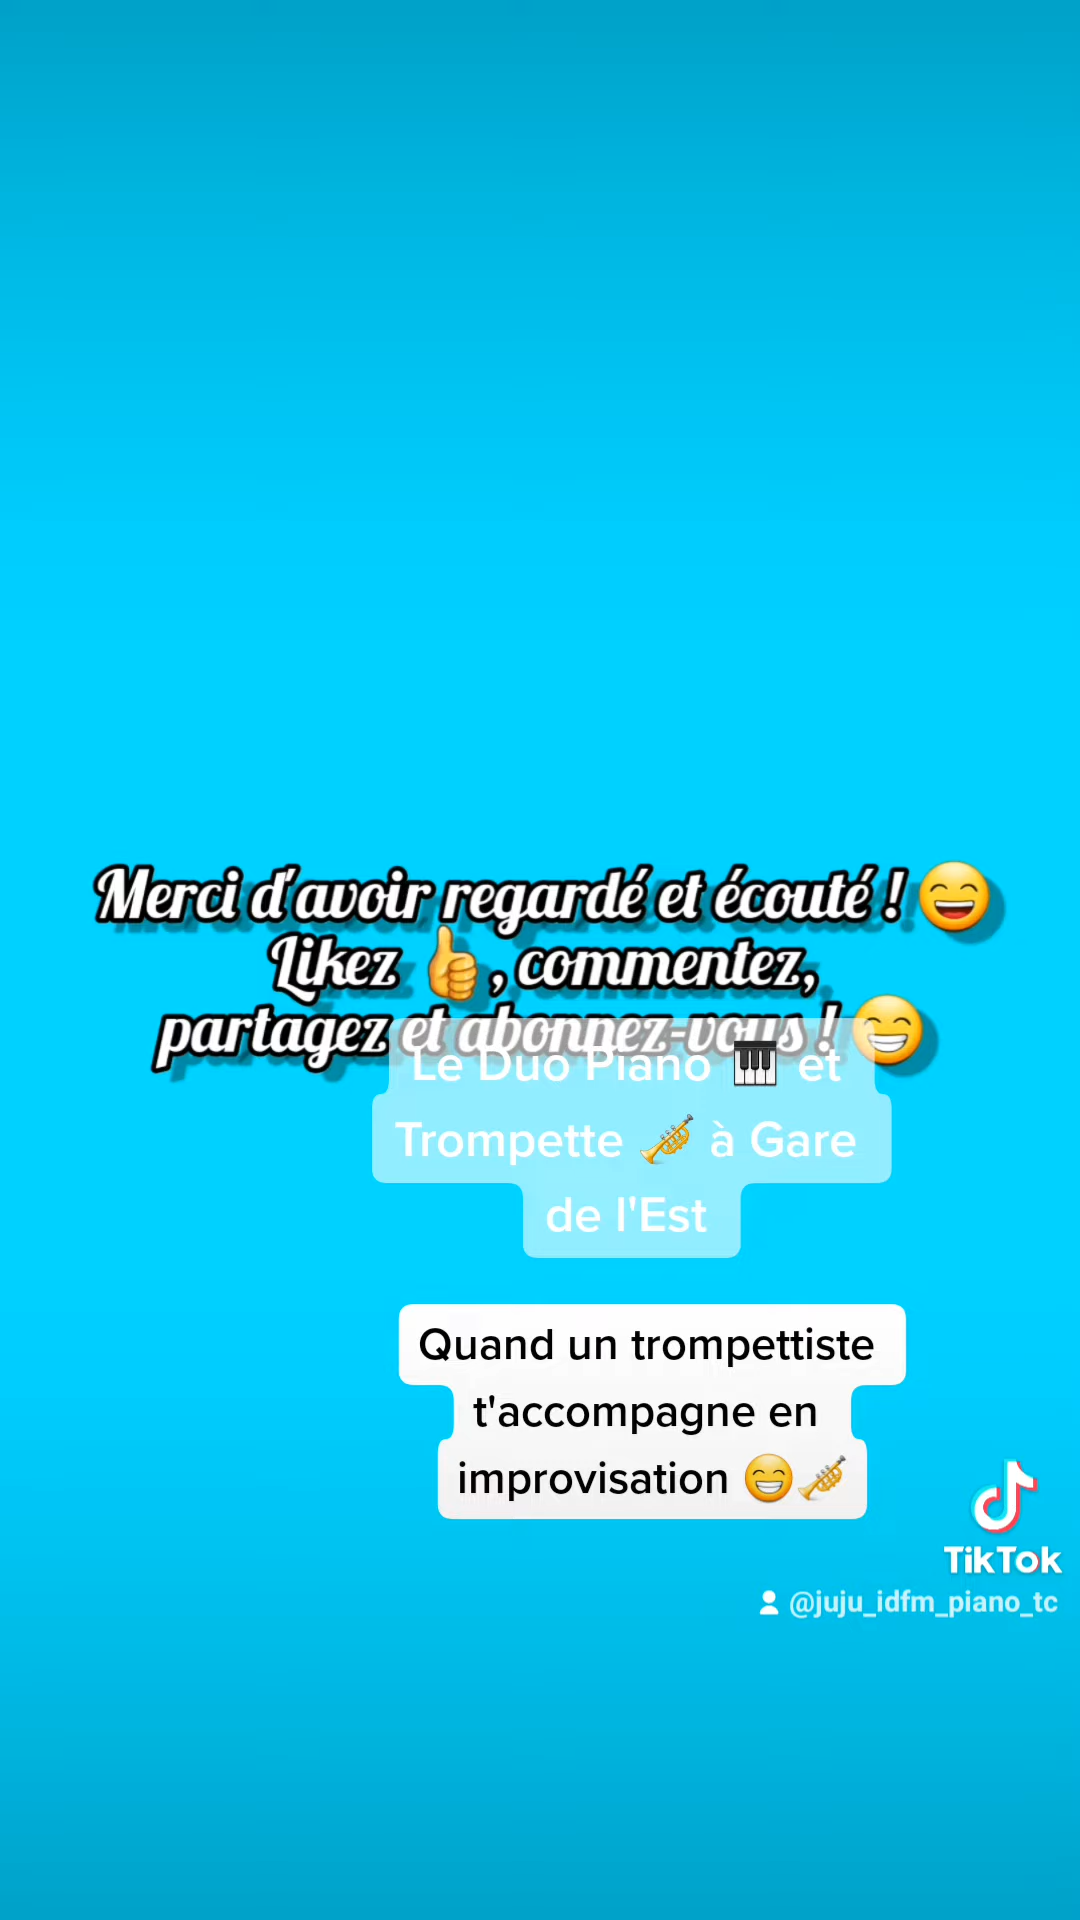 Merci d'avoir regardé et écouté ! 😄
Likez 👍, commentez,
partagez et abonnez-vous ! 😁
Le Duo Piano 🎹 et
Trompette 🎺 à Gare
de l'Est
Quand un trompettiste
t'accompagne en
improvisation 😁🎺
TikTok
@juju_idfm_piano_tc